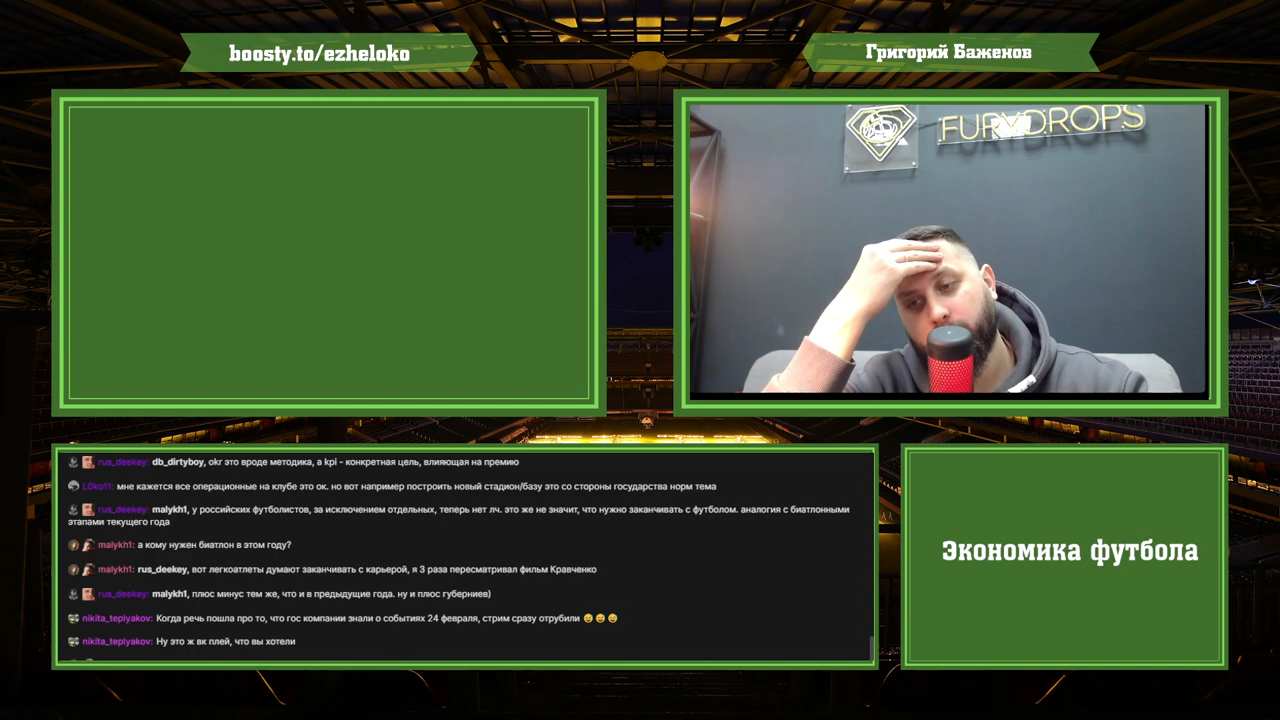 boosty.to/ezheloko
Григорий Баженов
FURYDROPS
rus_deekey: db_dirtyboy, okr это вроде методика, а kpi - конкретная цель, влияющая на премию
L0ko11: мне кажется все операционные на клубе это ок. но вот например построить новый стадион/базу это со стороны государства норм тема
rus_deekey: malykh1, у российских футболистов, за исключением отдельных, теперь нет лч. это же не значит, что нужно заканчивать с футболом. аналогия с биатлонными
этапами текущего года
malykh1: а кому нужен биатлон в этом году?
malykh1: rus_deekey, вот легкоатлеты думают заканчивать с карьерой, я 3 раза пересматривал фильм Кравченко
rus_deekey: malykh1, плюс минус тем же, что и в предыдущие года. ну и плюс губерниев)
nikita_teplyakov: Когда речь пошла про то, что гос компании знали о событиях 24 февраля, стрим сразу отрубили 😅😅😅
nikita_teplyakov: Ну это ж вк плей, что вы хотели
Экономика футбола